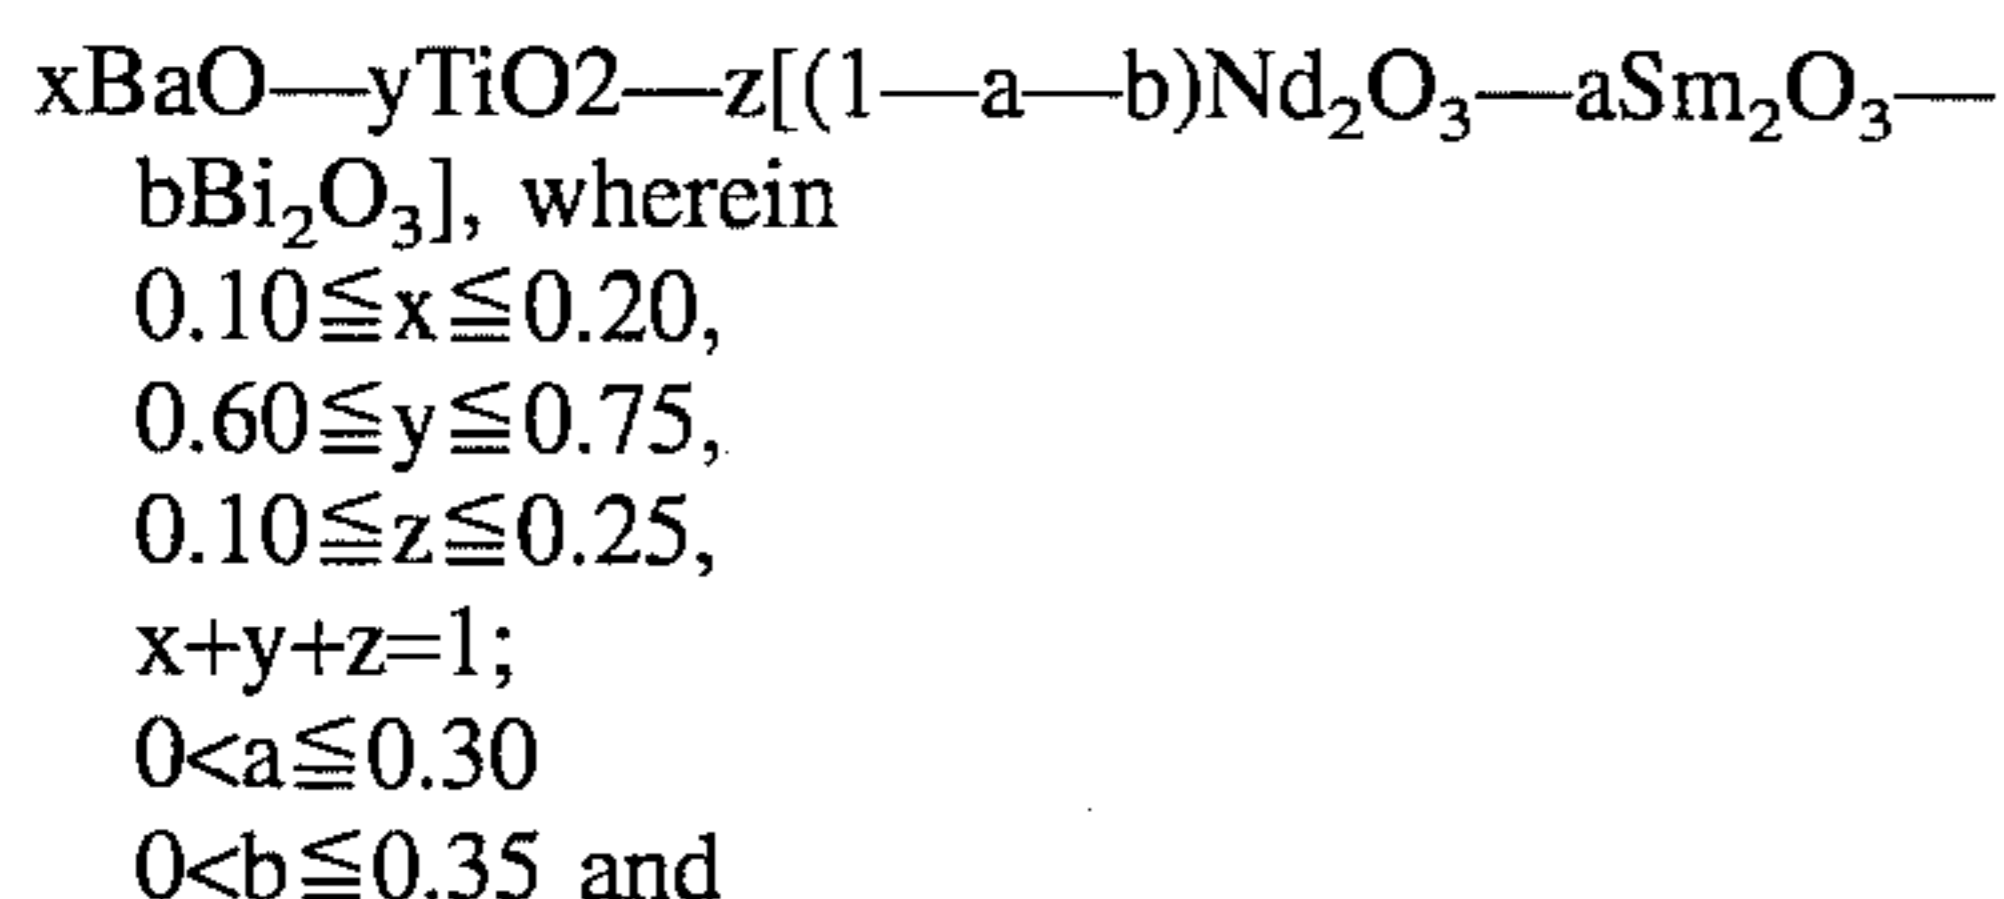 xBaO—yTiO2—z[(1—a—b)Nd₂O₃—aSm₂O₃—
bBi₂O₃], wherein
0.10≦x≦0.20,
0.60≦y≦0.75,
0.10≦z≦0.25,
x+y+z=1;
0<a≦0.30
0<b≦0.35 and